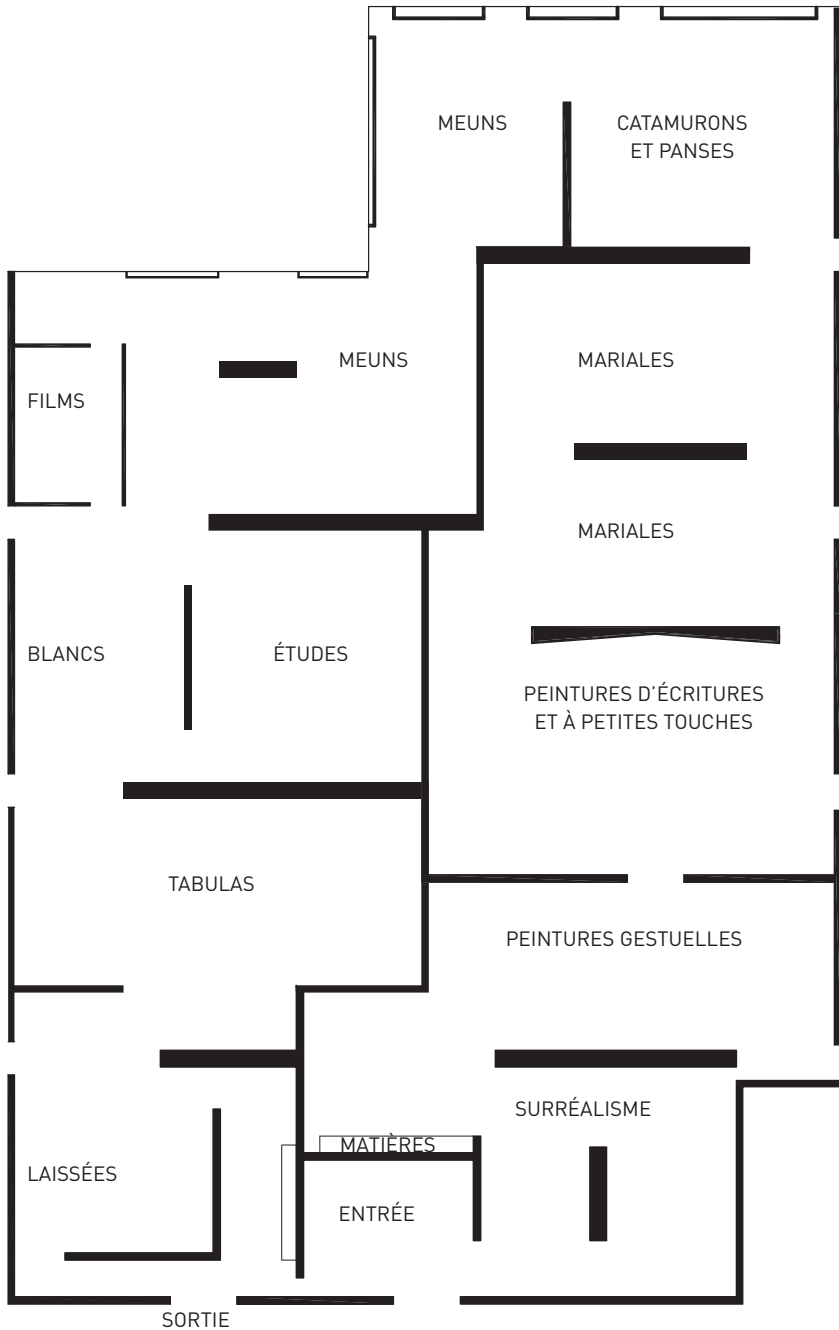 MEUNS
CATAMURONS
ET PANSES
MEUNS
MARIALES
FILMS
MARIALES
BLANCS
ÉTUDES
PEINTURES D’ÉCRITURES
ET À PETITES TOUCHES
TABULAS
PEINTURES GESTUELLES
SURRÉALISME
MATIÈRES
LAISSÉES
ENTRÉE
SORTIE